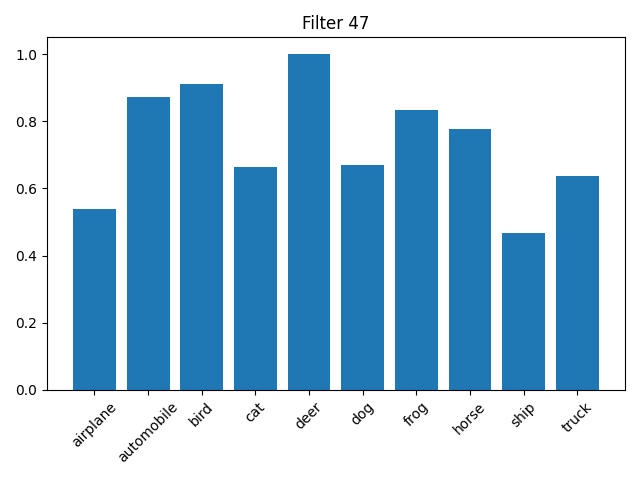 Filter 47
1.0
0.8
0.6
0.4
0.2
0.0
airplane
automobile
bird
cat
deer
dog
frog
horse
ship
truck